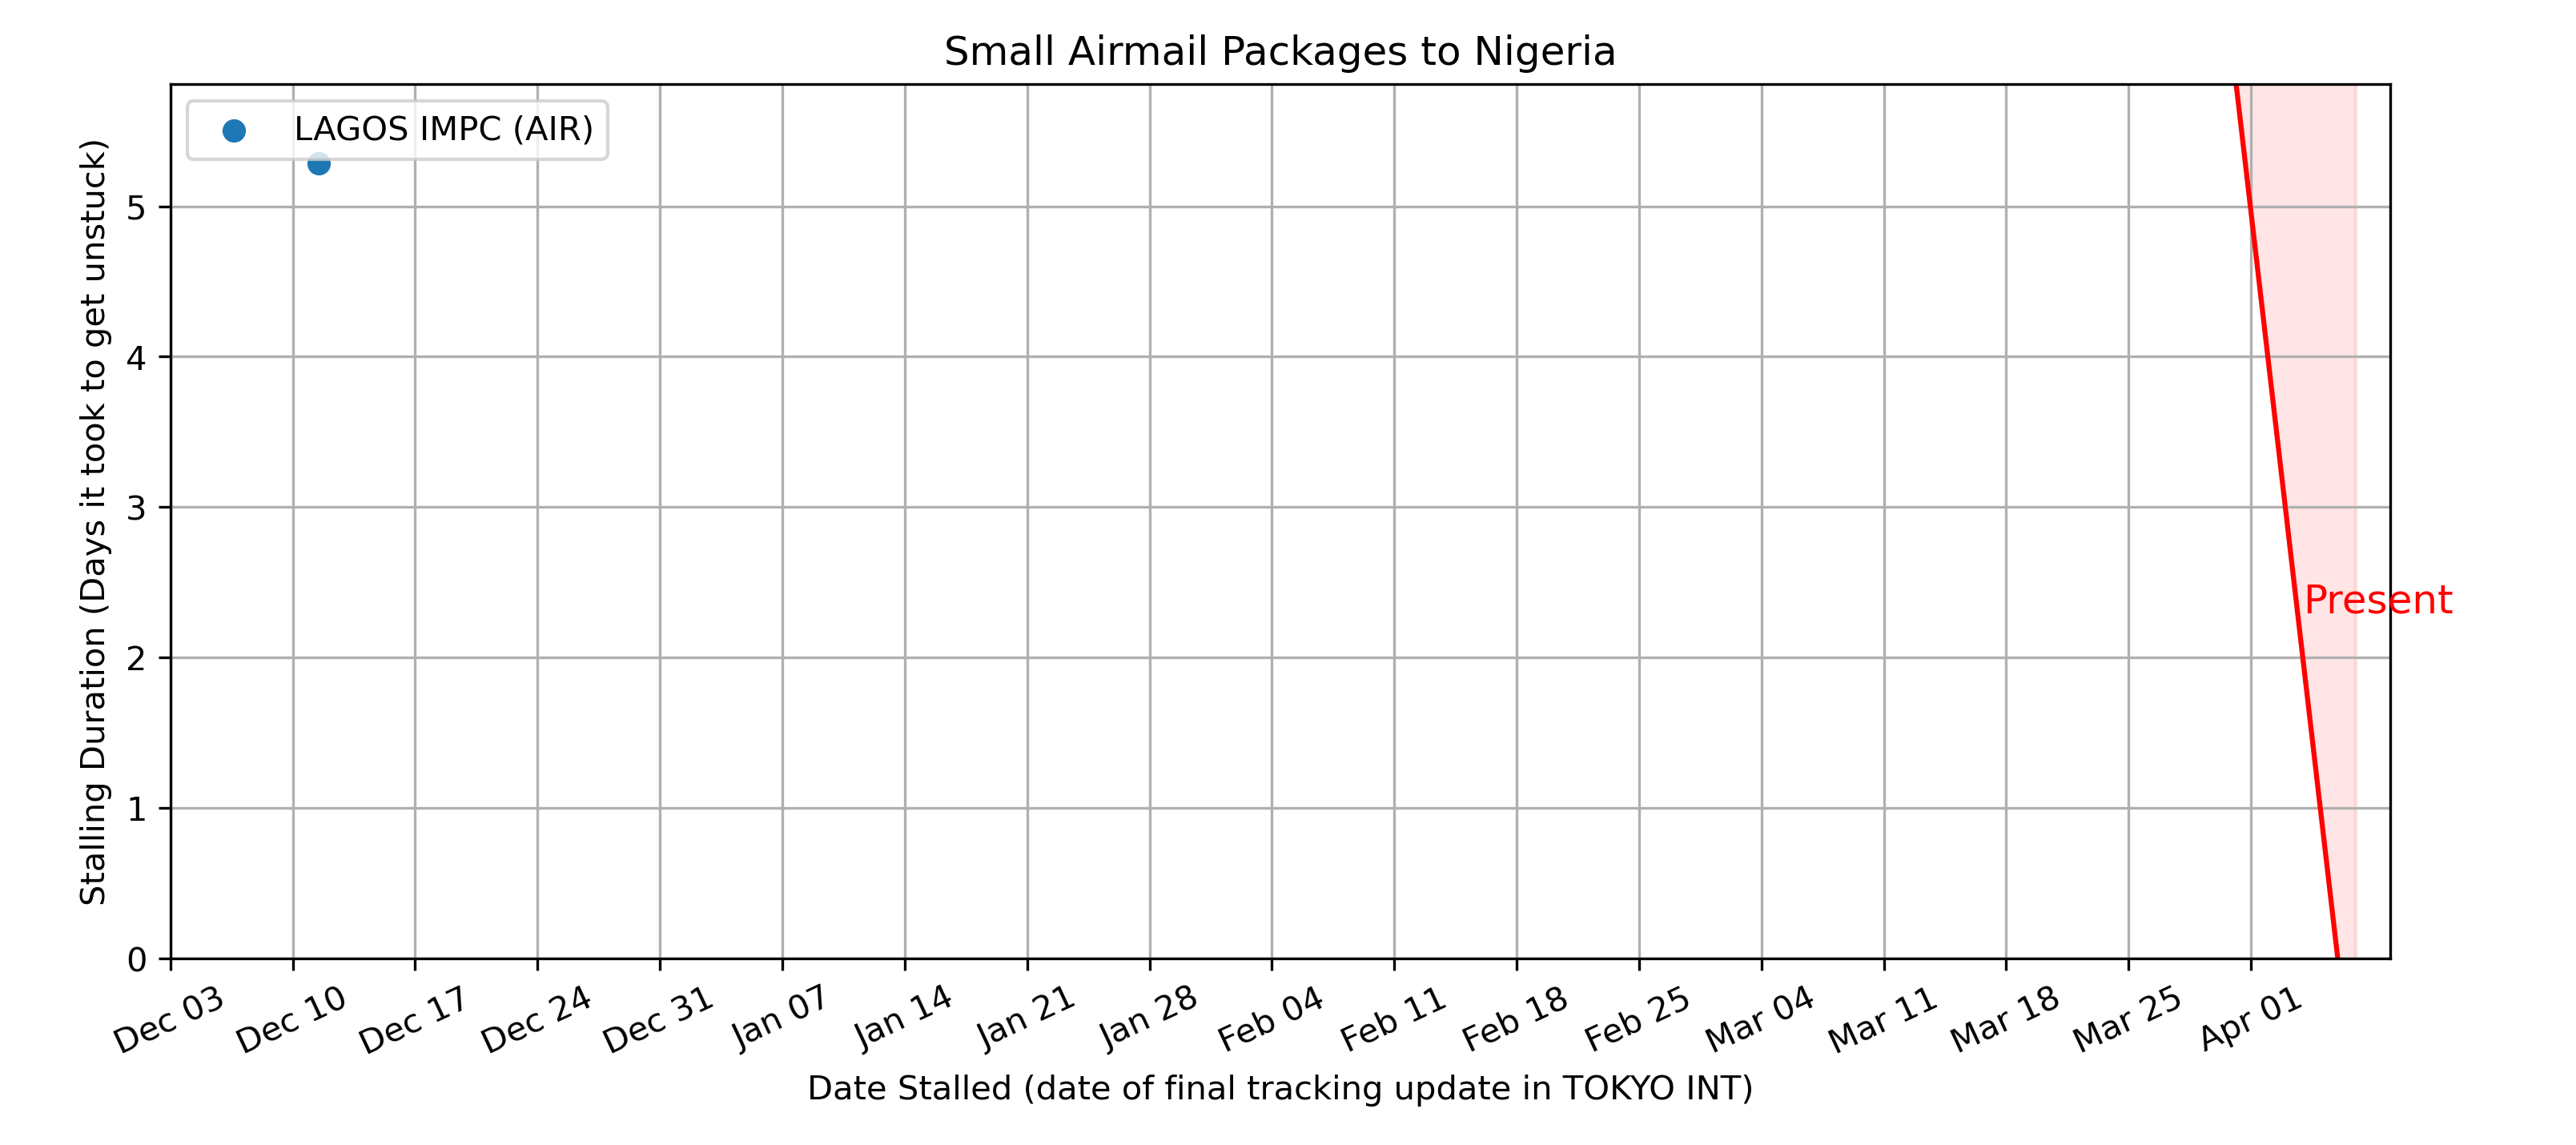 Small Airmail Packages to Nigeria
LAGOS IMPC (AIR)
Stalling Duration (Days it took to get unstuck)
5
4
3
2
1
0
Present
Dec 03
Dec 10
Dec 17
Dec 24
Dec 31
Jan 07
Jan 14
Jan 21
Jan 28
Feb 04
Feb 11
Feb 18
Feb 25
Mar 04
Mar 11
Mar 18
Mar 25
Apr 01
Date Stalled (date of final tracking update in TOKYO INT)